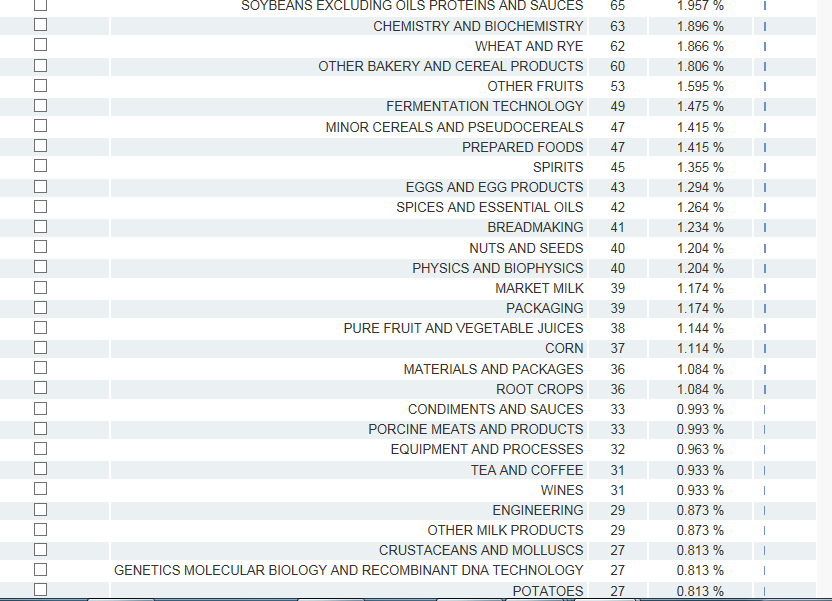 SOYBEANS EXCLUDING OILS PROTEINS AND SAUCES 65 1.957 %
CHEMISTRY AND BIOCHEMISTRY 63 1.896 %
WHEAT AND RYE 62 1.866 %
OTHER BAKERY AND CEREAL PRODUCTS 60 1.806 %
OTHER FRUITS 53 1.595 %
FERMENTATION TECHNOLOGY 49 1.475 %
MINOR CEREALS AND PSEUDOCEREALS 47 1.415 %
PREPARED FOODS 47 1.415 %
SPIRITS 45 1.355 %
EGGS AND EGG PRODUCTS 43 1.294 %
SPICES AND ESSENTIAL OILS 42 1.264 %
BREADMAKING 41 1.234 %
NUTS AND SEEDS 40 1.204 %
PHYSICS AND BIOPHYSICS 40 1.204 %
MARKET MILK 39 1.174 %
PACKAGING 39 1.174 %
PURE FRUIT AND VEGETABLE JUICES 38 1.144 %
CORN 37 1.114 %
MATERIALS AND PACKAGES 36 1.084 %
ROOT CROPS 36 1.084 %
CONDIMENTS AND SAUCES 33 0.993 %
PORCINE MEATS AND PRODUCTS 33 0.993 %
EQUIPMENT AND PROCESSES 32 0.963 %
TEA AND COFFEE 31 0.933 %
WINES 31 0.933 %
ENGINEERING 29 0.873 %
OTHER MILK PRODUCTS 29 0.873 %
CRUSTACEANS AND MOLLUSCS 27 0.813 %
GENETICS MOLECULAR BIOLOGY AND RECOMBINANT DNA TECHNOLOGY 27 0.813 %
POTATOES 27 0.813 %